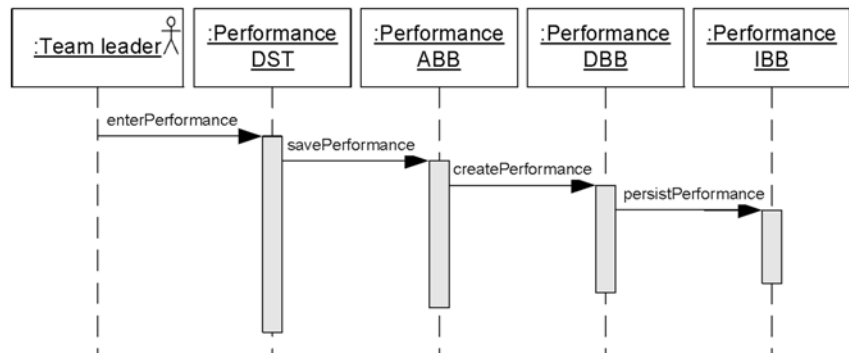 :Team leader
:Performance
DST
:Performance
ABB
:Performance
DBB
:Performance
IBB
enterPerformance
savePerformance
createPerformance
persistPerformance